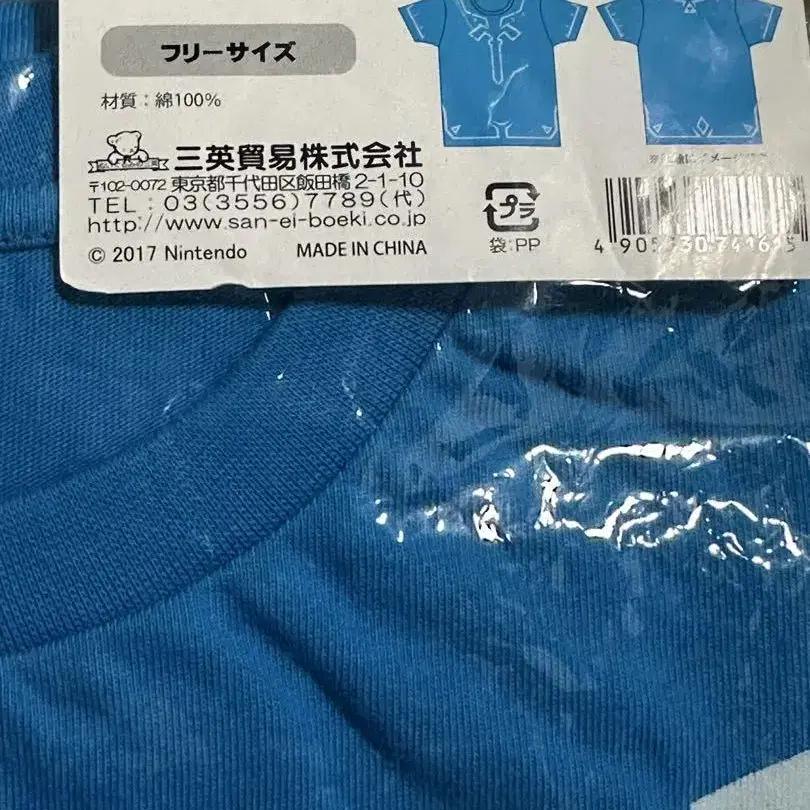 フリーサイズ
材質：綿100%
三英貿易株式会社
〒102-0072 東京都千代田区飯田橋2-1-10
TEL：03(3556)7789(代)
http://www.san-ei-boeki.co.jp
© 2017 Nintendo MADE IN CHINA
プラ
袋:PP